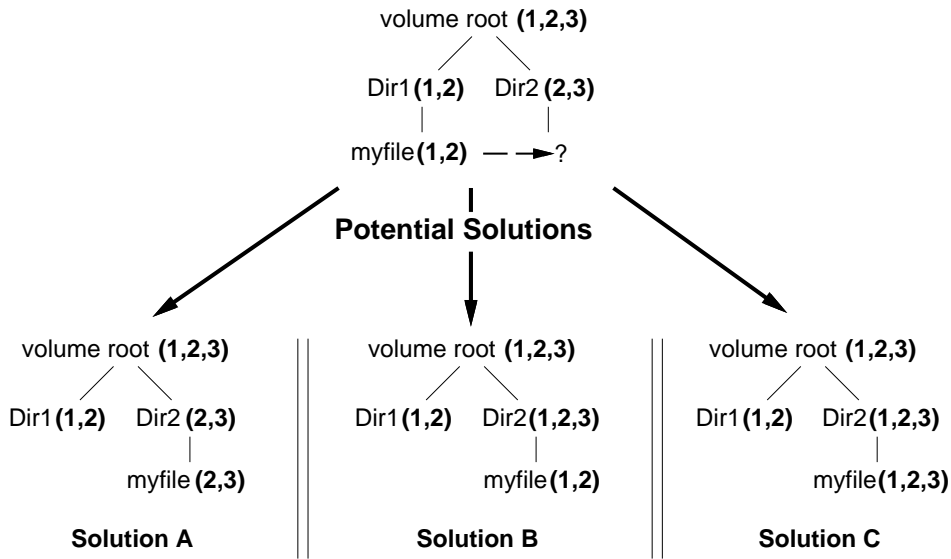 volume root (1,2,3)
Dir1 (1,2) Dir2 (2,3)
myfile (1,2) ?
Potential Solutions
volume root (1,2,3) volume root (1,2,3) volume root (1,2,3)
Dir1 (1,2) Dir2 (2,3) Dir1 (1,2) Dir2 (1,2,3) Dir1 (1,2) Dir2 (1,2,3)
myfile (2,3) myfile (1,2) myfile (1,2,3)
Solution A Solution B Solution C